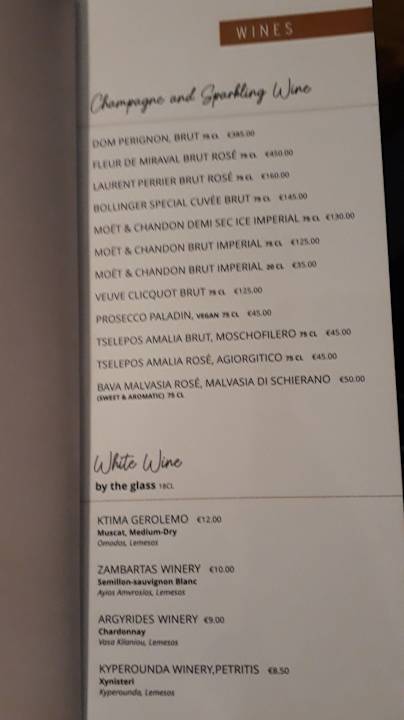 WINES
Champagne and Sparkling Wine
DOM PERIGNON, BRUT 75 CL €385.00
FLEUR DE MIRAVAL BRUT ROSÉ 75 CL €450.00
LAURENT PERRIER BRUT ROSÉ 75 CL €160.00
BOLLINGER SPECIAL CUVÉE BRUT 75 CL €145.00
MOËT & CHANDON DEMI SEC ICE IMPERIAL 75 CL €130.00
MOËT & CHANDON BRUT IMPERIAL 75 CL €125.00
MOËT & CHANDON BRUT IMPERIAL 20 CL €35.00
VEUVE CLICQUOT BRUT 75 CL €125.00
PROSECCO PALADIN, VEGAN 75 CL €45.00
TSELEPOS AMALIA BRUT, MOSCHOFILERO 75 CL €45.00
TSELEPOS AMALIA ROSÉ, AGIORGITICO 75 CL €45.00
BAVA MALVASIA ROSÉ, MALVASIA DI SCHIERANO €50.00
(SWEET & AROMATIC) 75 CL
White Wine
by the glass 18CL
KTIMA GEROLEMO €12.00
Muscat, Medium-Dry
Omodos, Lemesos
ZAMBARTAS WINERY €10.00
Semillon-sauvignon Blanc
Ayios Amvrosios, Lemesos
ARGYRIDES WINERY €9.00
Chardonnay
Vasa Kilaniou, Lemesos
KYPEROUNDA WINERY,PETRITIS €8.50
Xynisteri
Kyperounda, Lemesos